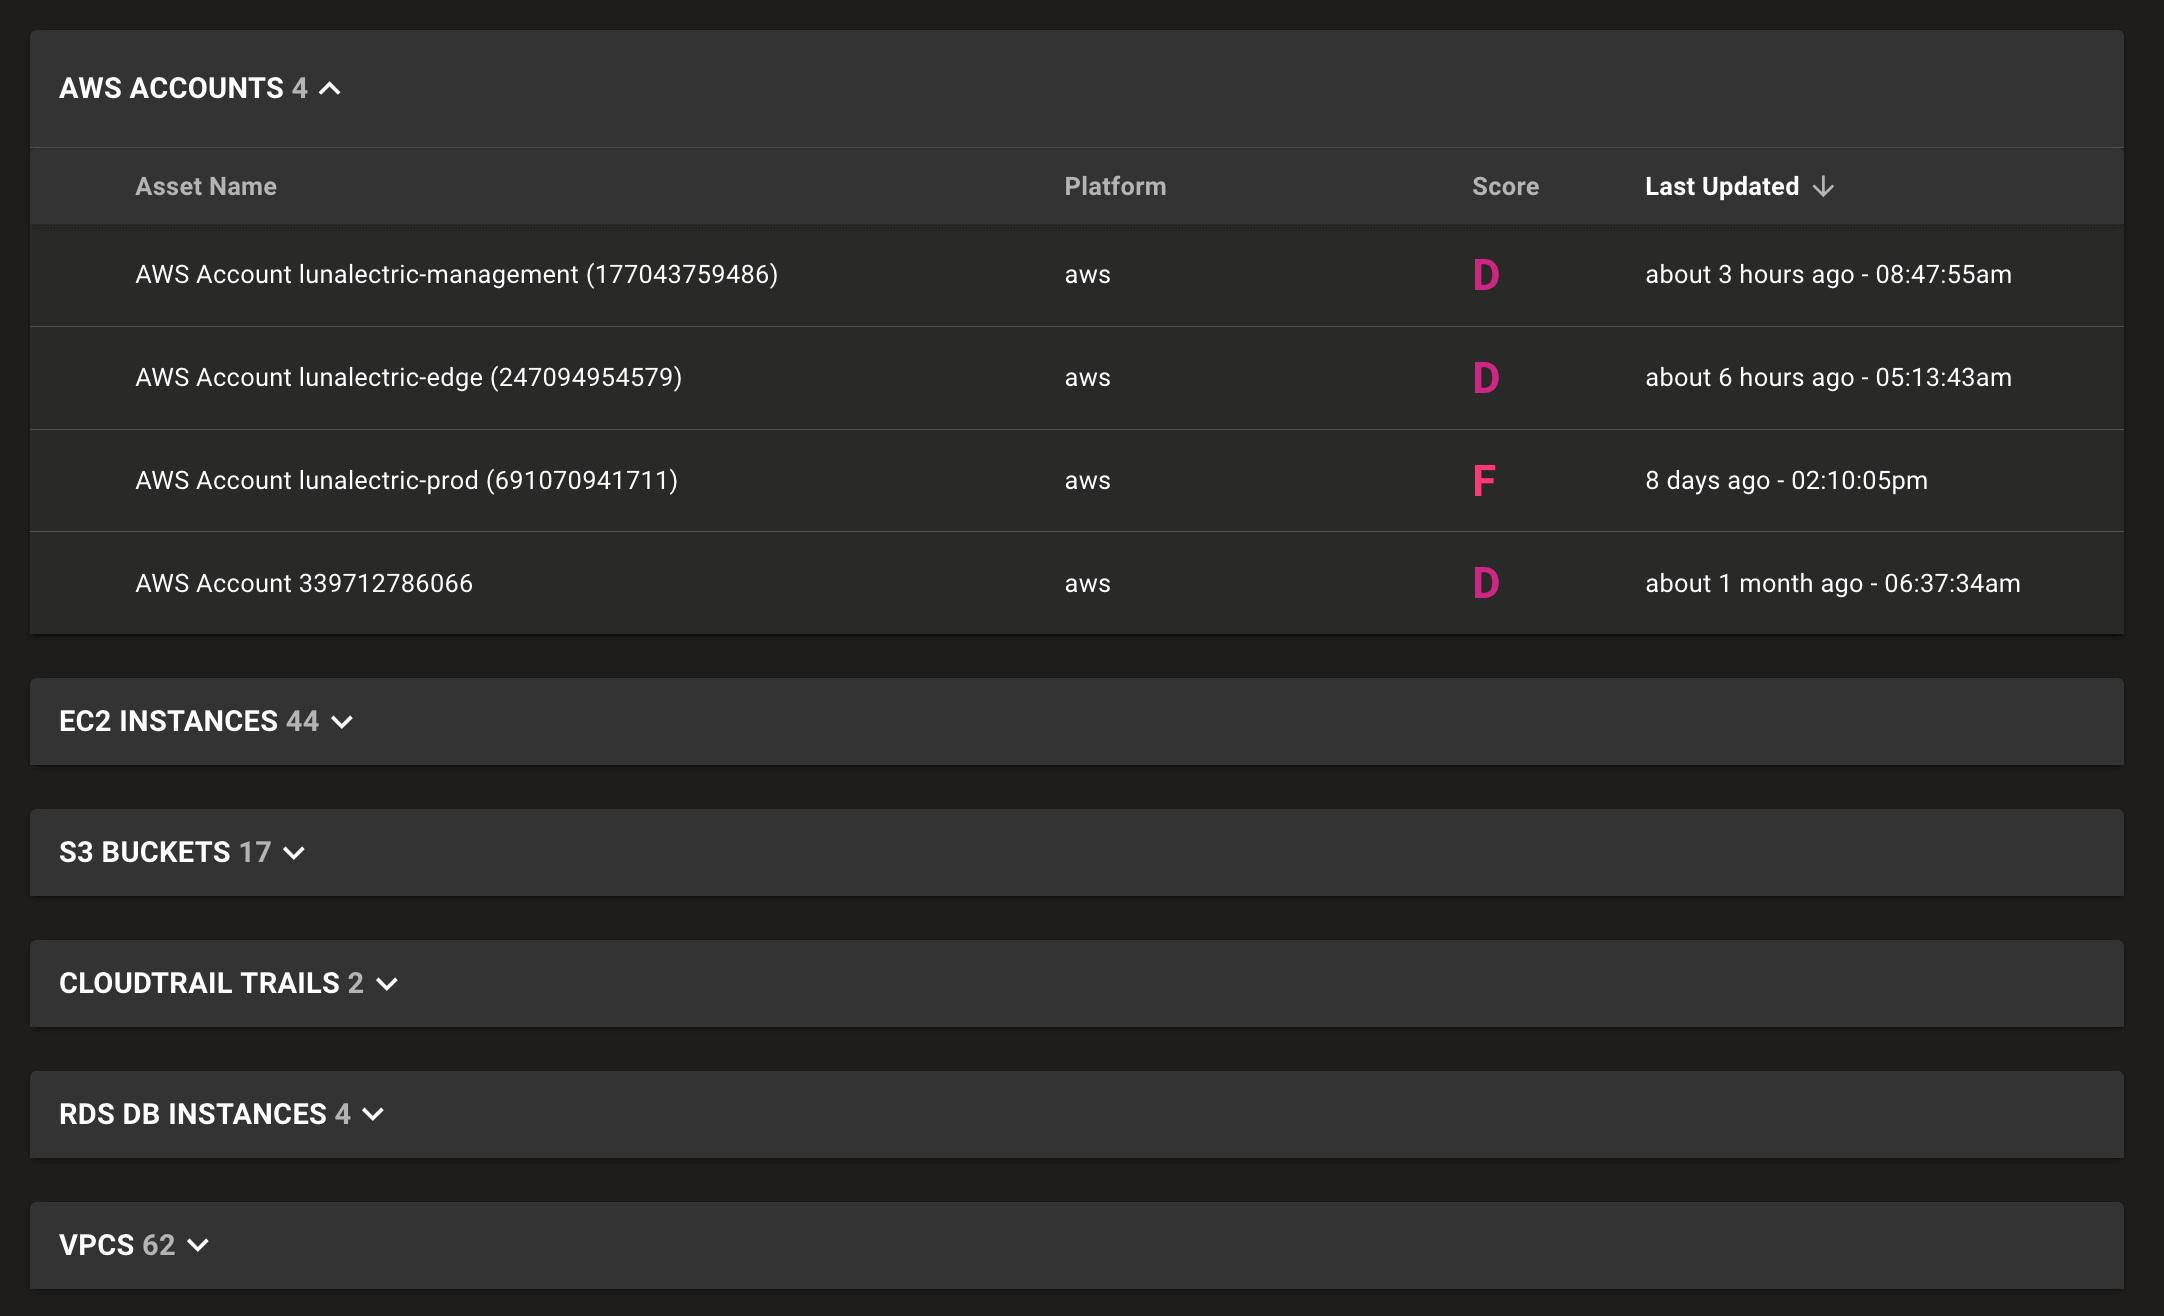 AWS ACCOUNTS 4
Asset Name Platform Score Last Updated
AWS Account lunalectric-management (177043759486) aws D about 3 hours ago - 08:47:55am
AWS Account lunalectric-edge (247094954579) aws D about 6 hours ago - 05:13:43am
AWS Account lunalectric-prod (691070941711) aws F 8 days ago - 02:10:05pm
AWS Account 339712786066 aws D about 1 month ago - 06:37:34am
EC2 INSTANCES 44
S3 BUCKETS 17
CLOUDTRAIL TRAILS 2
RDS DB INSTANCES 4
VPCS 62